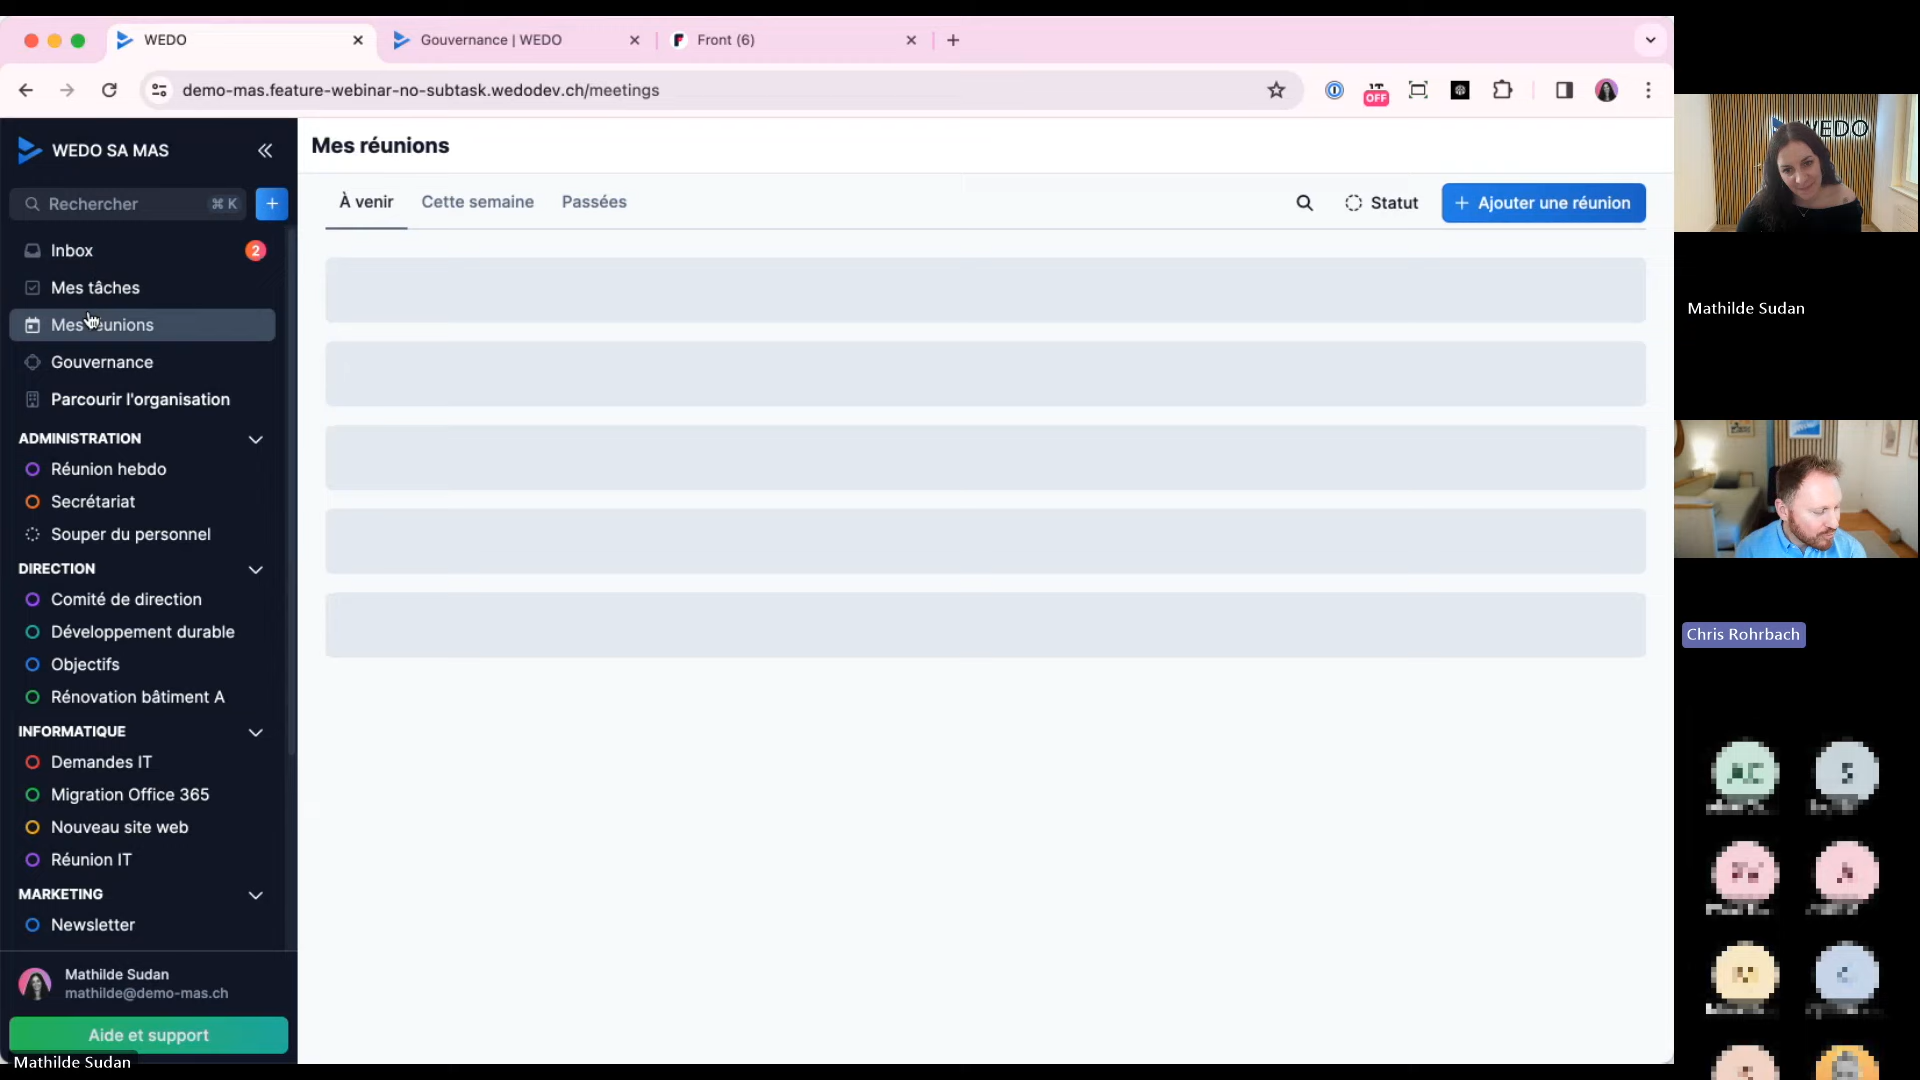 WEDO
Gouvernance | WEDO
Front (6)
demo-mas.feature-webinar-no-subtask.wedodev.ch/meetings
OFF
WEDO SA MAS
Rechercher
⌘ K
Inbox
2
Mes tâches
Mes réunions
Gouvernance
Parcourir l'organisation
ADMINISTRATION
Réunion hebdo
Secrétariat
Souper du personnel
DIRECTION
Comité de direction
Développement durable
Objectifs
Rénovation bâtiment A
INFORMATIQUE
Demandes IT
Migration Office 365
Nouveau site web
Réunion IT
MARKETING
Newsletter
Mathilde Sudan
mathilde@demo-mas.ch
Aide et support
Mathilde Sudan
Mes réunions
À venir
Cette semaine
Passées
Statut
+ Ajouter une réunion
WEDO
Mathilde Sudan
Chris Rohrbach
AC
S